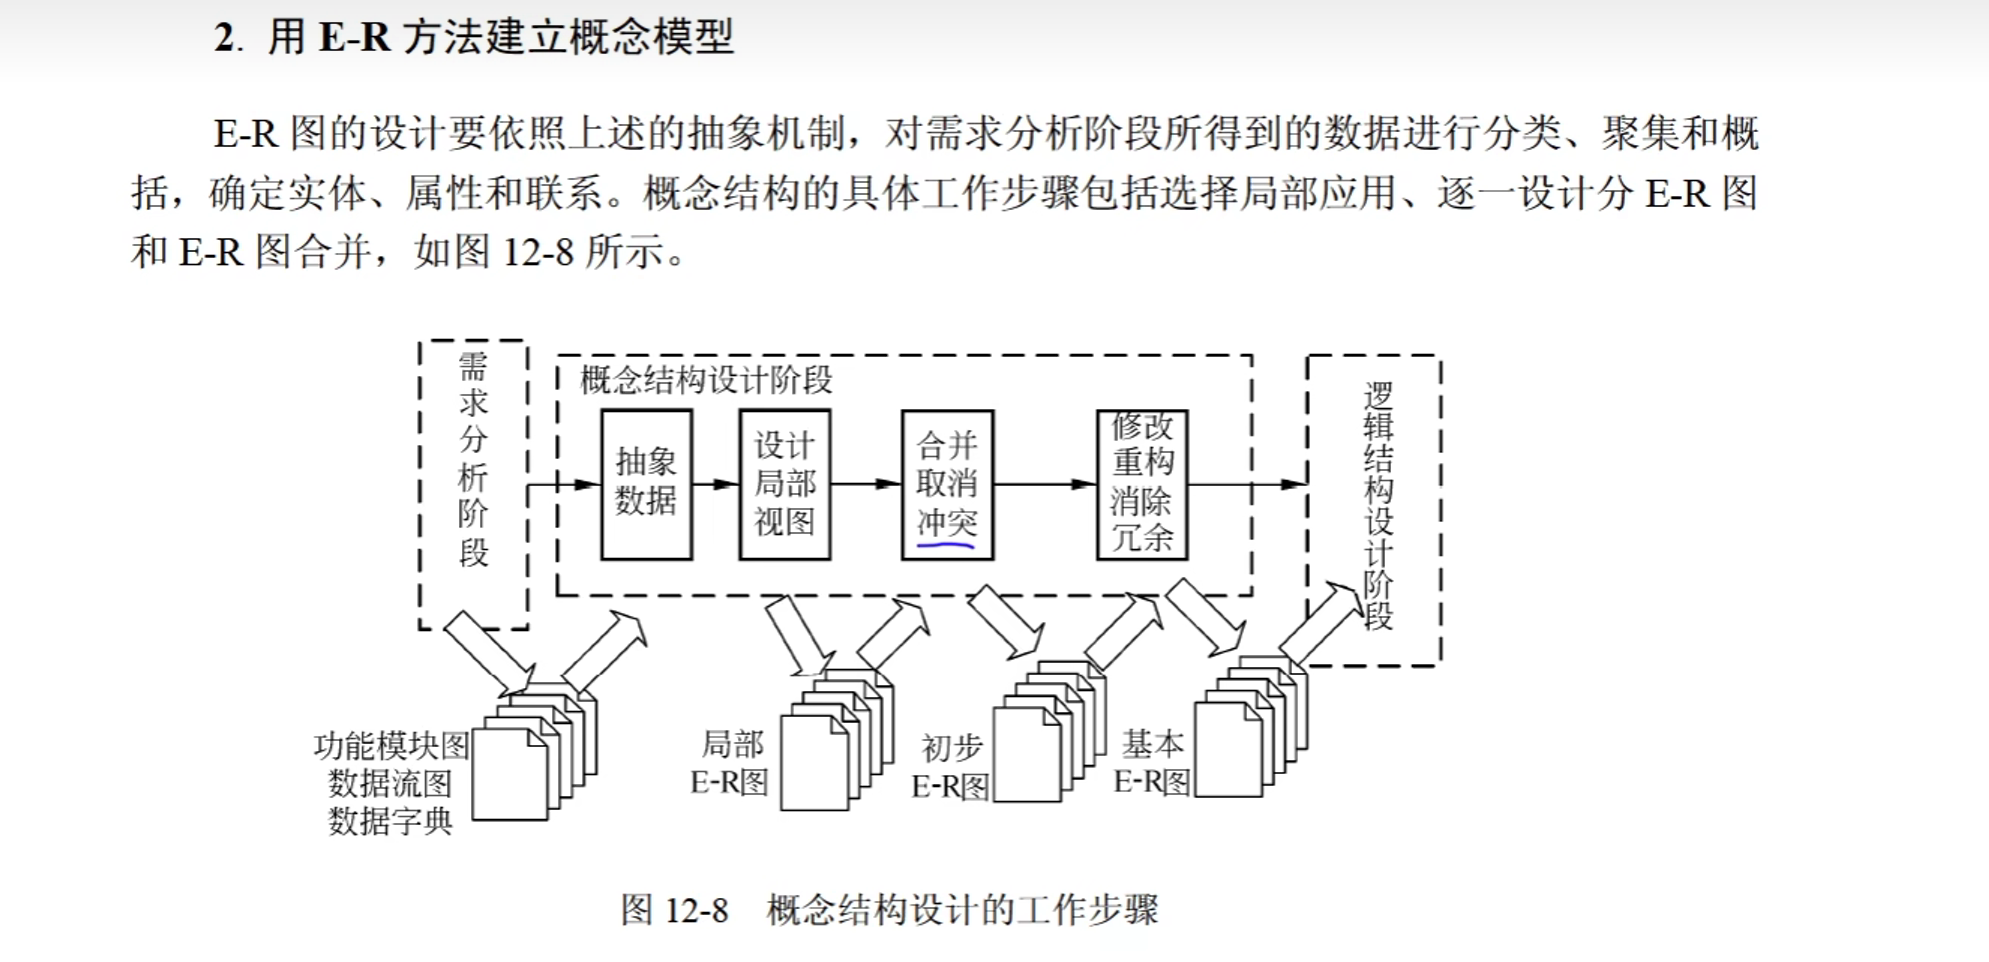 2. 用 E-R 方法建立概念模型
E-R 图的设计要依照上述的抽象机制，对需求分析阶段所得到的数据进行分类、聚集和概
括，确定实体、属性和联系。概念结构的具体工作步骤包括选择局部应用、逐一设计分 E-R 图
和 E-R 图合并，如图 12-8 所示。
需求分析阶段
概念结构设计阶段
抽象
数据
设计
局部
视图
合并
取消
冲突
修改
重构
消除
冗余
逻辑结构设计阶段
功能模块图
数据流图
数据字典
局部
E-R图
初步
E-R图
基本
E-R图
图 12-8 概念结构设计的工作步骤